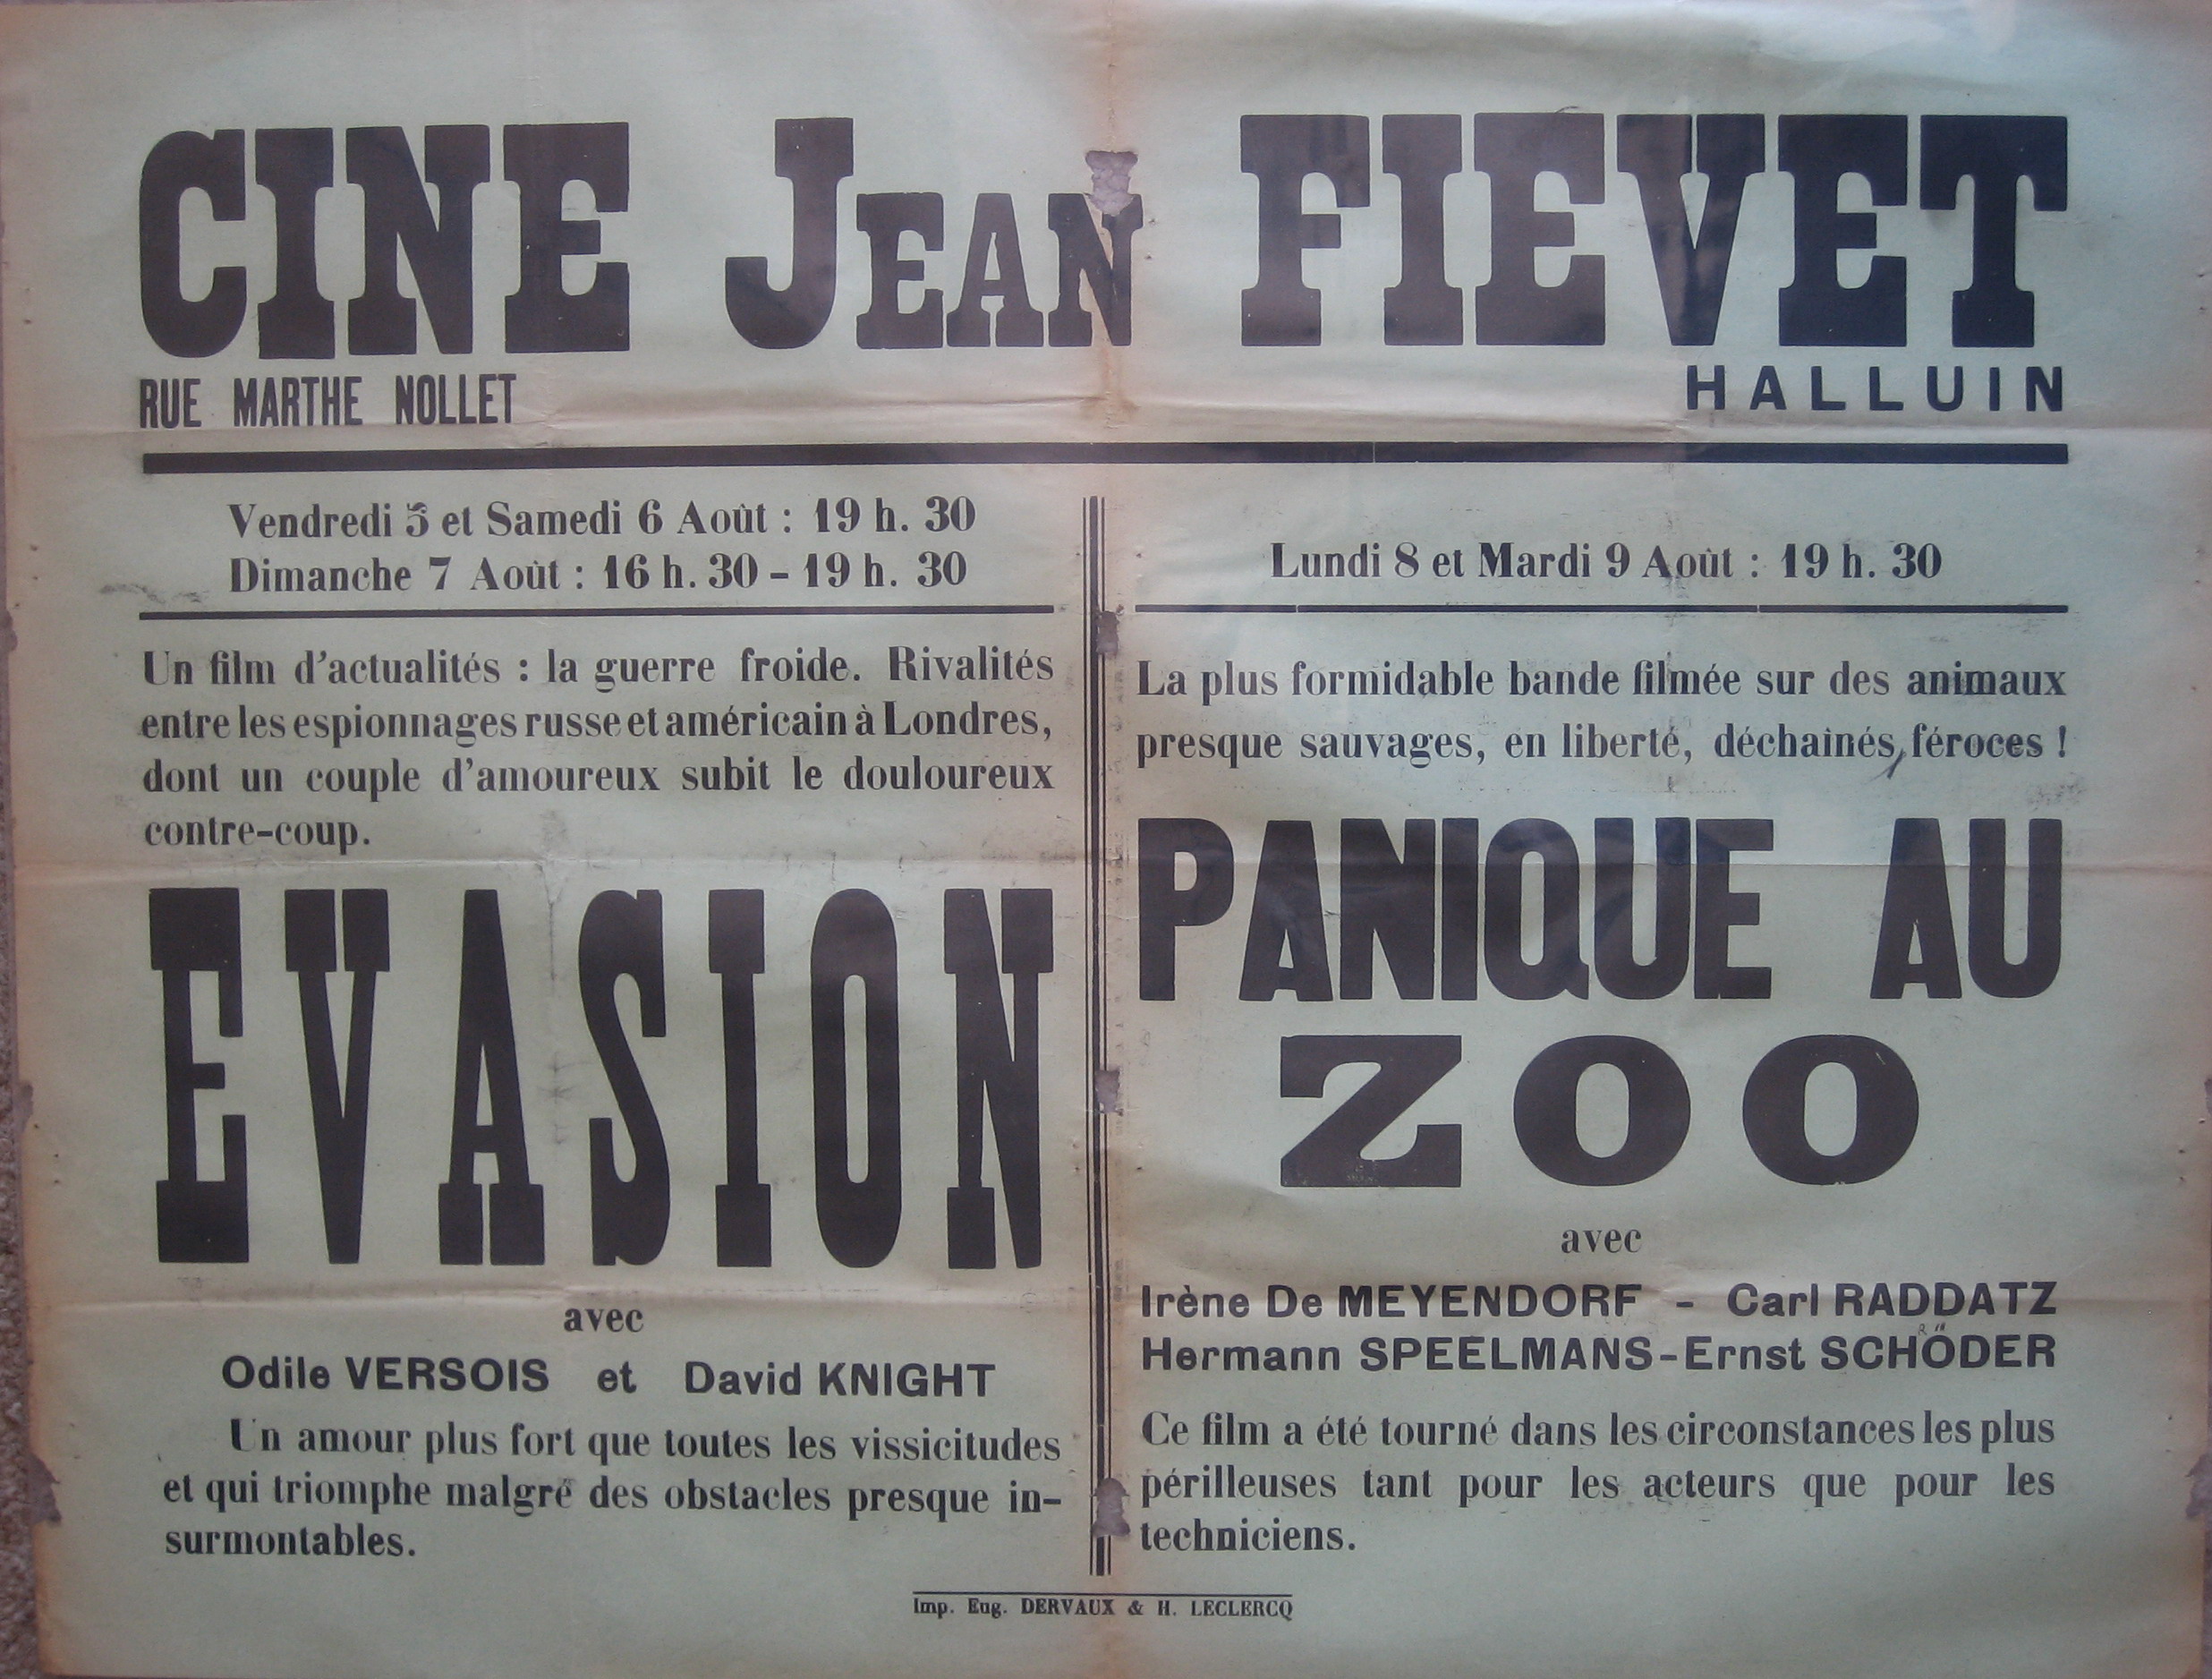 CINE JEAN FIEVET
RUE MARTHE NOLLET
HALLUIN
Vendredi 5 et Samedi 6 Août : 19 h. 30
Dimanche 7 Août : 16 h. 30 - 19 h. 30
Un film d'actualités : la guerre froide. Rivalités
entre les espionnages russe et américain à Londres,
dont un couple d'amoureux subit le douloureux
contre-coup.
EVASION
avec
Odile VERSOIS et David KNIGHT
Un amour plus fort que toutes les vissicitudes
et qui triomphe malgré des obstacles presque in-
surmontables.
Lundi 8 et Mardi 9 Août : 19 h. 30
La plus formidable bande filmée sur des animaux
presque sauvages, en liberté, déchaînés, féroces !
PANIQUE AU
ZOO
avec
Irène De MEYENDORF - Carl RADDATZ
Hermann SPEELMANS - Ernst SCHÖDER
Ce film a été tourné dans les circonstances les plus
périlleuses tant pour les acteurs que pour les
techniciens.
Imp. Eug. DERVAUX & H. LECLERCQ